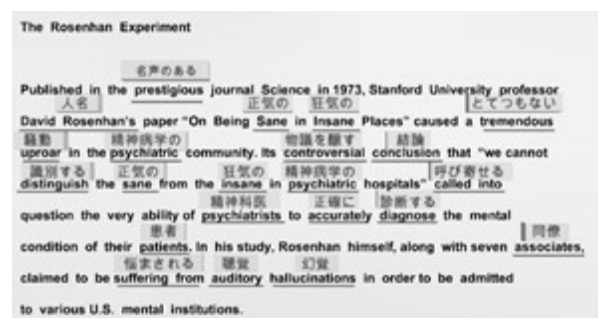 The Rosenhan Experiment
名声のある
Published in the prestigious journal Science in 1973, Stanford University professor
人名 正気の 狂気の とてつもない
David Rosenhan's paper "On Being Sane in Insane Places" caused a tremendous
騒動 精神病学の 物議を醸す 結論
uproar in the psychiatric community. Its controversial conclusion that "we cannot
識別する 正気の 狂気の 精神病学の 呼び寄せる
distinguish the sane from the insane in psychiatric hospitals" called into
精神科医 正確に 診断する
question the very ability of psychiatrists to accurately diagnose the mental
患者 同僚
condition of their patients. In his study, Rosenhan himself, along with seven associates,
悩まされる 聴覚 幻覚
claimed to be suffering from auditory hallucinations in order to be admitted
to various U.S. mental institutions.